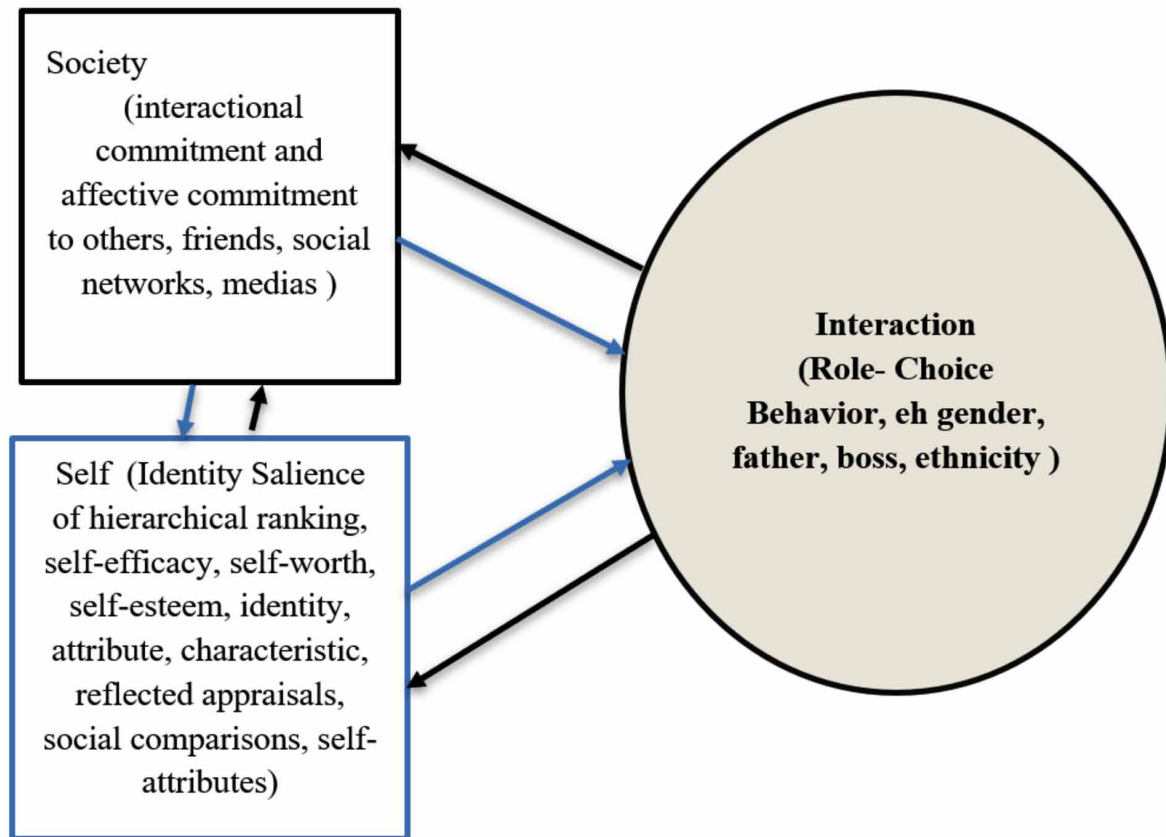 Society
(interactional
commitment and
affective commitment
to others, friends, social
networks, medias )
Self (Identity Salience
of hierarchical ranking,
self-efficacy, self-worth,
self-esteem, identity,
attribute, characteristic,
reflected appraisals,
social comparisons, self-
attributes)
Interaction
(Role- Choice
Behavior, eh gender,
father, boss, ethnicity )